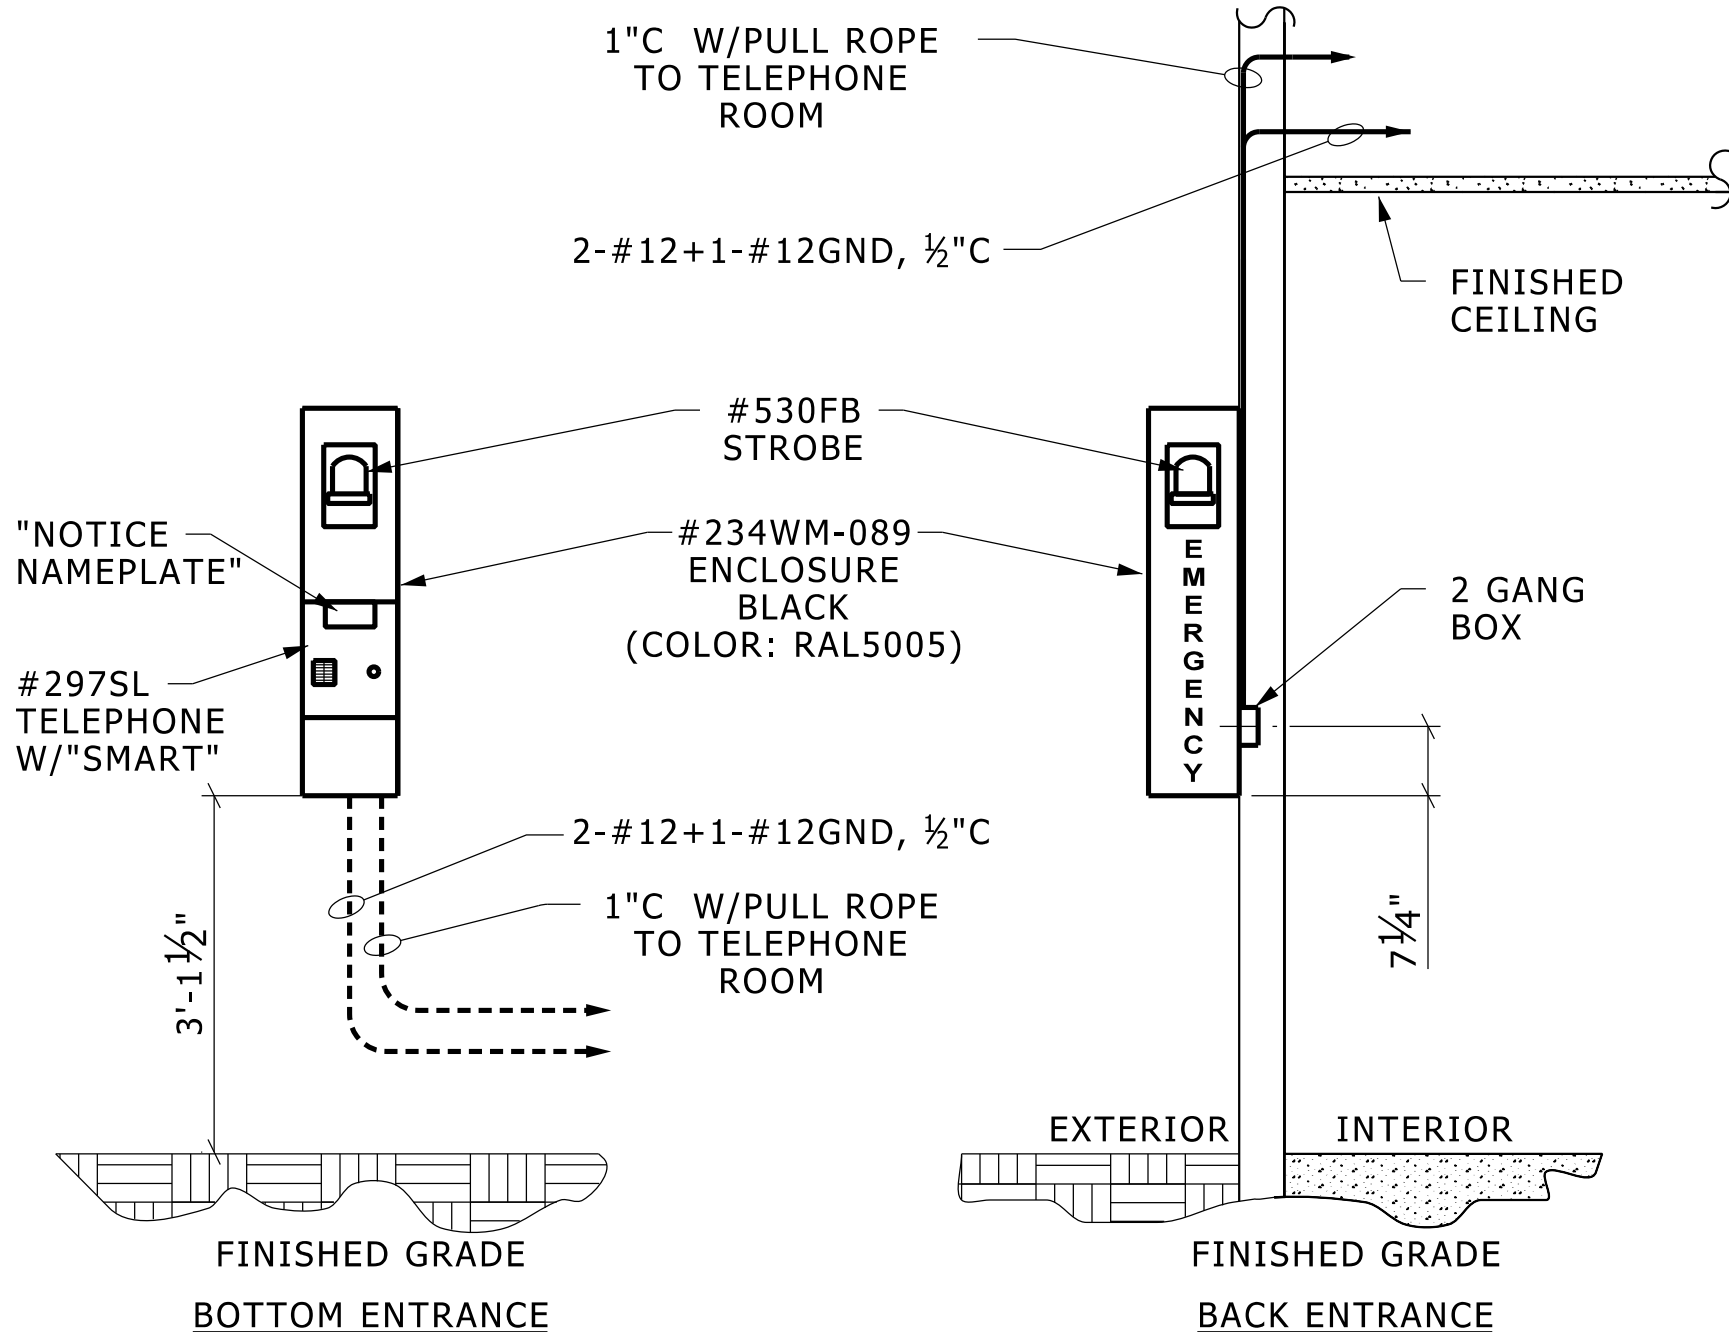 1"C W/PULL ROPE
TO TELEPHONE
ROOM
2-#12+1-#12GND, ½"C
FINISHED
CEILING
#530FB
STROBE
"NOTICE
NAMEPLATE"
#234WM-089
ENCLOSURE
BLACK
(COLOR: RAL5005)
EMERGENCY
2 GANG
BOX
#297SL
TELEPHONE
W/"SMART"
2-#12+1-#12GND, ½"C
1"C W/PULL ROPE
TO TELEPHONE
ROOM
3'-1½"
7¼"
EXTERIOR
INTERIOR
FINISHED GRADE
BOTTOM ENTRANCE
FINISHED GRADE
BACK ENTRANCE